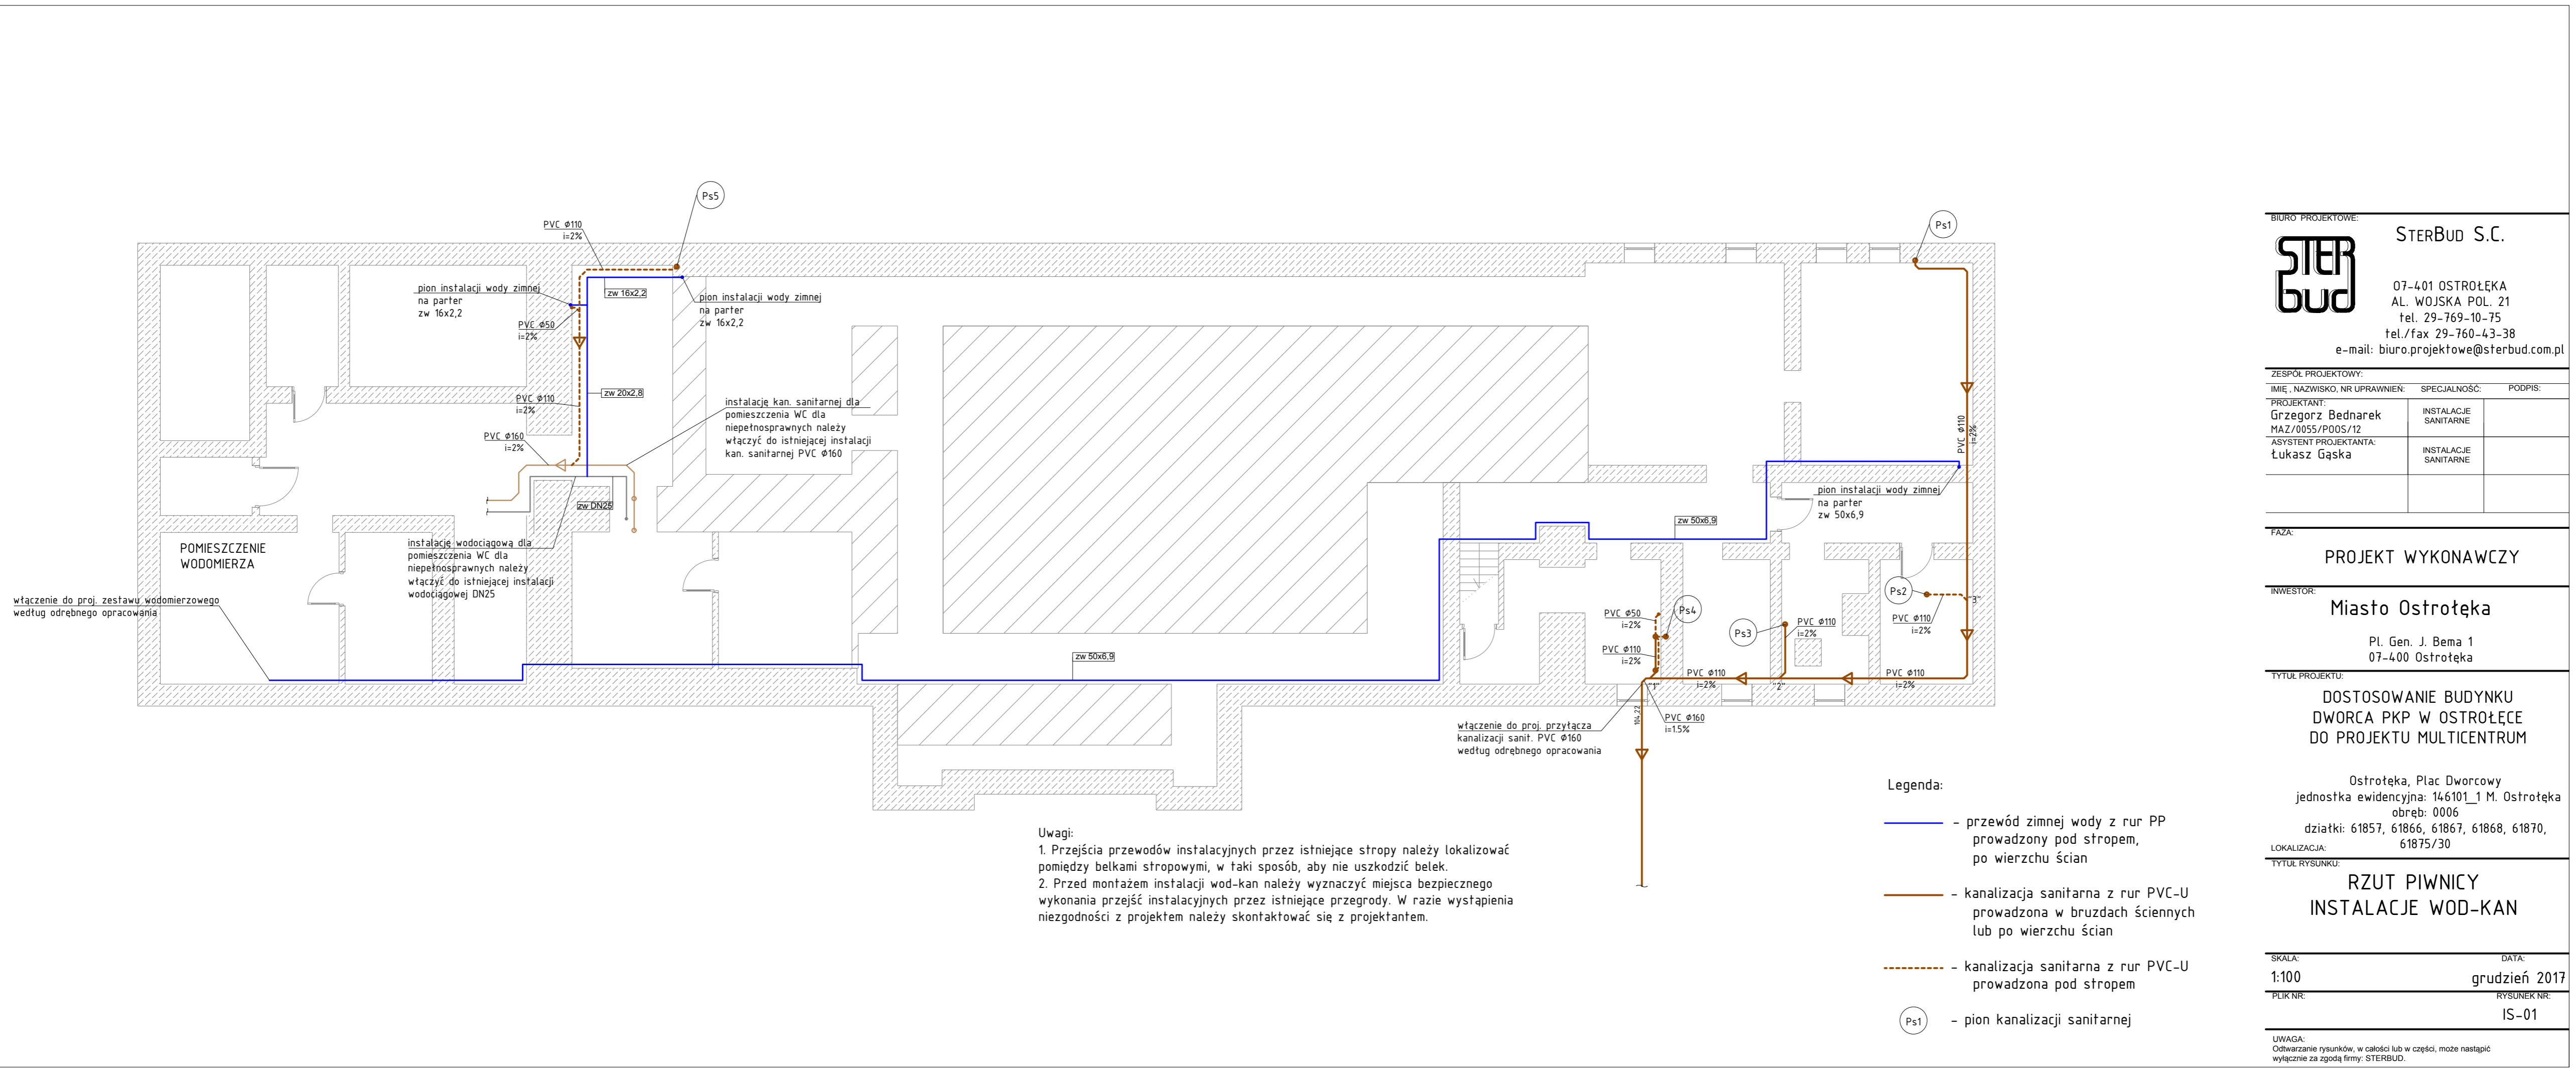 Ps5
PVC Ø110
i=2%
pion instalacji wody zimnej
na parter
zw 16x2,2
zw 16x2,2
pion instalacji wody zimnej
na parter
zw 16x2,2
PVC Ø50
i=2%
zw 20x2,8
PVC Ø110
i=2%
PVC Ø160
i=2%
instalację kan. sanitarnej dla
pomieszczenia WC dla
niepełnosprawnych należy
włączyć do istniejącej instalacji
kan. sanitarnej PVC Ø160
zw DN25
instalację wodociągową dla
pomieszczenia WC dla
niepełnosprawnych należy
włączyć do istniejącej instalacji
wodociągowej DN25
POMIESZCZENIE
WODOMIERZA
włączenie do proj. zestawu wodomierzowego
według odrębnego opracowania
zw 50x6,9
Ps1
PVC Ø110
i=2%
pion instalacji wody zimnej
na parter
zw 50x6,9
zw 50x6,9
Ps2
"3"
PVC Ø110
i=2%
PVC Ø50
i=2%
Ps4
Ps3
PVC Ø110
i=2%
PVC Ø110
i=2%
"1"
PVC Ø110
i=2%
"2"
PVC Ø110
i=2%
104,22
PVC Ø160
i=1.5%
włączenie do proj. przyłącza
kanalizacji sanit. PVC Ø160
według odrębnego opracowania
Uwagi:
1. Przejścia przewodów instalacyjnych przez istniejące stropy należy lokalizować
pomiędzy belkami stropowymi, w taki sposób, aby nie uszkodzić belek.
2. Przed montażem instalacji wod-kan należy wyznaczyć miejsca bezpiecznego
wykonania przejść instalacyjnych przez istniejące przegrody. W razie wystąpienia
niezgodności z projektem należy skontaktować się z projektantem.
Legenda:
- przewód zimnej wody z rur PP
prowadzony pod stropem,
po wierzchu ścian
- kanalizacja sanitarna z rur PVC-U
prowadzona w bruzdach ściennych
lub po wierzchu ścian
- kanalizacja sanitarna z rur PVC-U
prowadzona pod stropem
Ps1 - pion kanalizacji sanitarnej
BIURO PROJEKTOWE:
STER
bud
STERBUD S.C.
07-401 OSTROŁĘKA
AL. WOJSKA POL. 21
tel. 29-769-10-75
tel./fax 29-760-43-38
e-mail: biuro.projektowe@sterbud.com.pl
ZESPÓŁ PROJEKTOWY:
IMIĘ , NAZWISKO, NR UPRAWNIEŃ: SPECJALNOŚĆ: PODPIS:
PROJEKTANT:
Grzegorz Bednarek
MAZ/0055/POOS/12
INSTALACJE
SANITARNE
ASYSTENT PROJEKTANTA:
Łukasz Gąska
INSTALACJE
SANITARNE
FAZA:
PROJEKT WYKONAWCZY
INWESTOR:
Miasto Ostrołęka
Pl. Gen. J. Bema 1
07-400 Ostrołęka
TYTUŁ PROJEKTU:
DOSTOSOWANIE BUDYNKU
DWORCA PKP W OSTROŁĘCE
DO PROJEKTU MULTICENTRUM
Ostrołęka, Plac Dworcowy
jednostka ewidencyjna: 146101_1 M. Ostrołęka
obręb: 0006
działki: 61857, 61866, 61867, 61868, 61870,
61875/30
LOKALIZACJA:
TYTUŁ RYSUNKU:
RZUT PIWNICY
INSTALACJE WOD-KAN
SKALA: DATA:
1:100 grudzień 2017
PLIK NR: RYSUNEK NR:
IS-01
UWAGA:
Odtwarzanie rysunków, w całości lub w części, może nastąpić
wyłącznie za zgodą firmy: STERBUD.